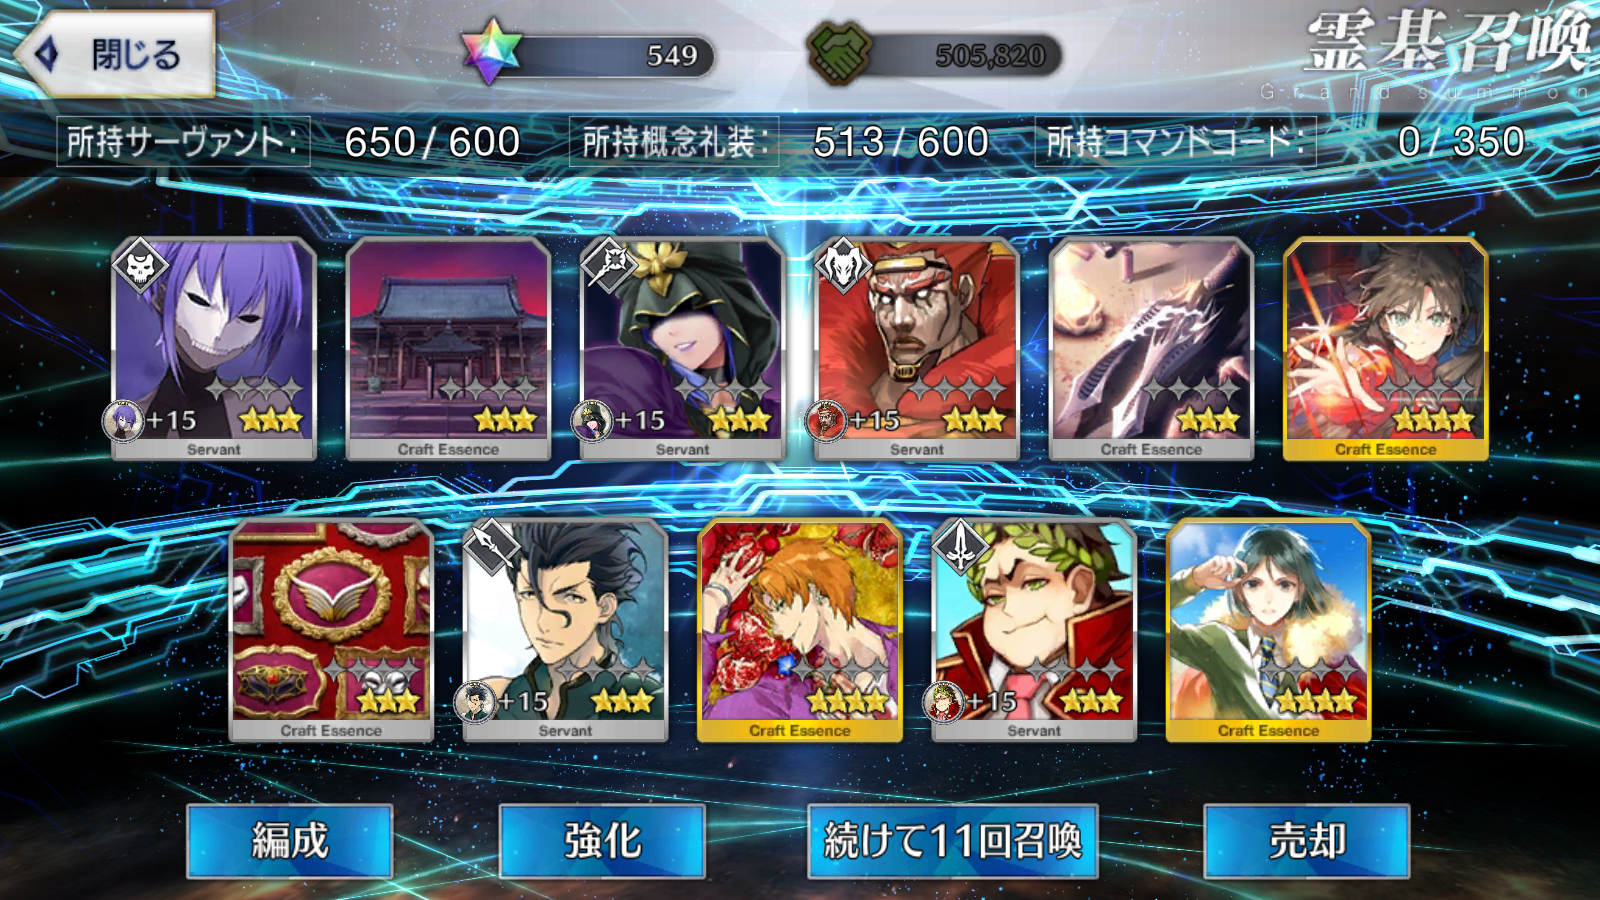 閉じる
549
505,820
霊基召喚
Grand summon
所持サーヴァント: 650 / 600
所持概念礼装: 513 / 600
所持コマンドコード: 0 / 350
+15
+15
+15
Servant
Craft Essence
Servant
Servant
Craft Essence
Craft Essence
+15
+15
Craft Essence
Servant
Craft Essence
Servant
Craft Essence
編成
強化
続けて11回召喚
売却